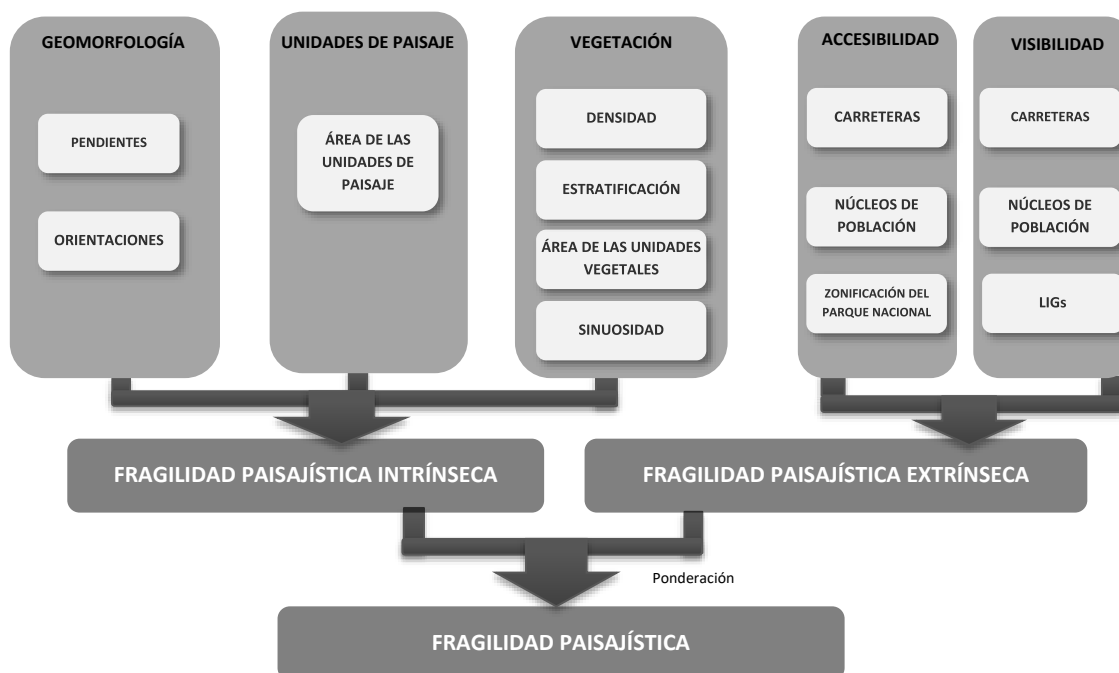 GEOMORFOLOGÍA
PENDIENTES
ORIENTACIONES
UNIDADES DE PAISAJE
ÁREA DE LAS
UNIDADES DE
PAISAJE
VEGETACIÓN
DENSIDAD
ESTRATIFICACIÓN
ÁREA DE LAS UNIDADES
VEGETALES
SINUOSIDAD
ACCESIBILIDAD
CARRETERAS
NÚCLEOS DE
POBLACIÓN
ZONIFICACIÓN DEL
PARQUE NACIONAL
VISIBILIDAD
CARRETERAS
NÚCLEOS DE
POBLACIÓN
LIGs
FRAGILIDAD PAISAJÍSTICA INTRÍNSECA
FRAGILIDAD PAISAJÍSTICA EXTRÍNSECA
Ponderación
FRAGILIDAD PAISAJÍSTICA